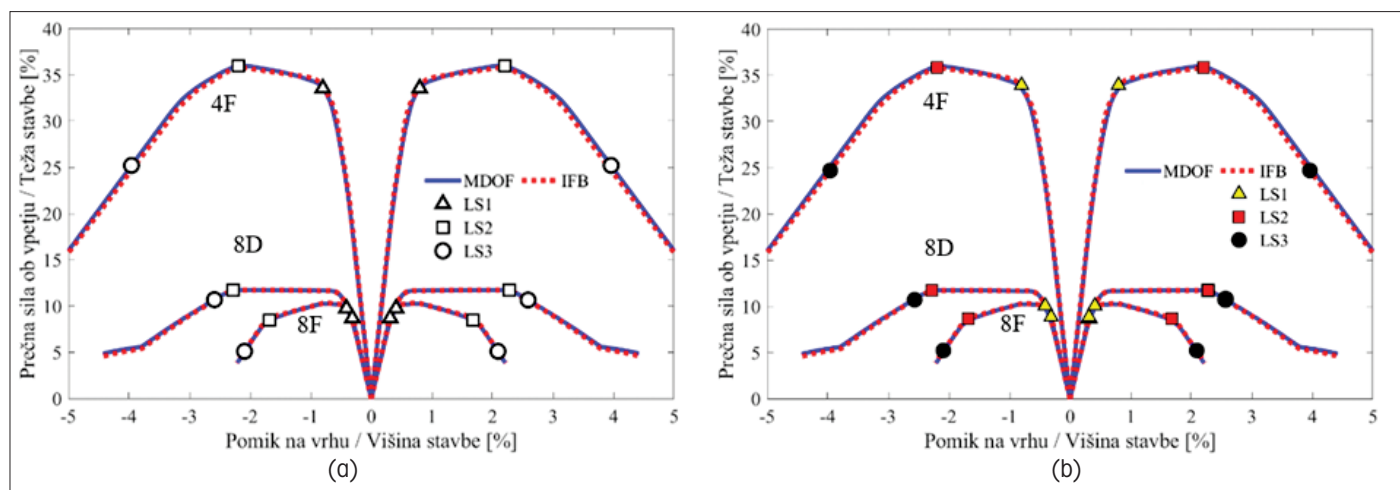 40
35
30
25
20
15
10
5
0
Prečna sila ob vpetju / Teža stavbe [%]
4F
MDOF IFB
LS1
LS2
LS3
8D
8F
-5 -4 -3 -2 -1 0 1 2 3 4 5
Pomik na vrhu / Višina stavbe [%]
(a)
40
35
30
25
20
15
10
5
0
Prečna sila ob vpetju / Teža stavbe [%]
4F
MDOF IFB
LS1
LS2
LS3
8D
8F
-5 -4 -3 -2 -1 0 1 2 3 4 5
Pomik na vrhu / Višina stavbe [%]
(b)